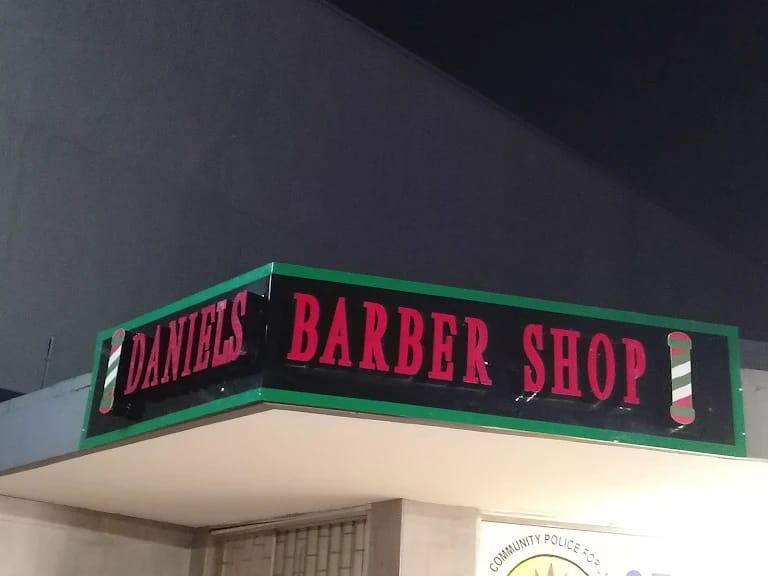 DANIELS
BARBER SHOP
COMMUNITY POLICE